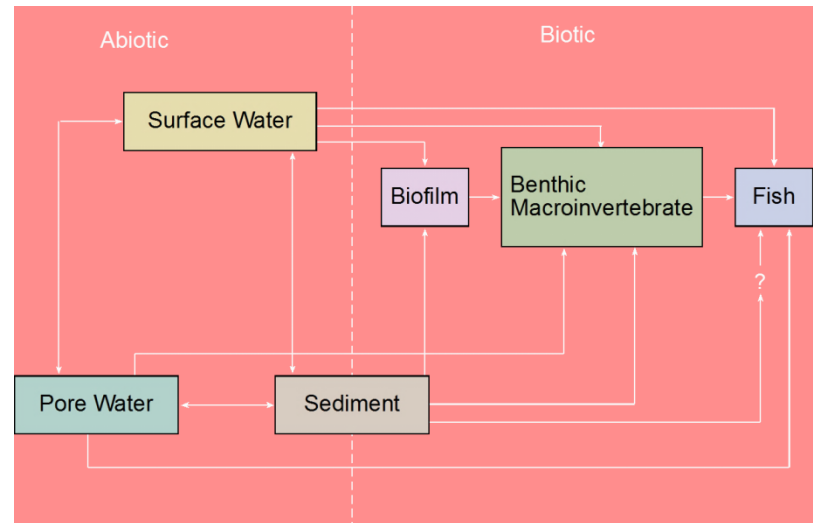 Abiotic
Biotic
Surface Water
Biofilm
Benthic
Macroinvertebrate
Fish
?
Pore Water
Sediment